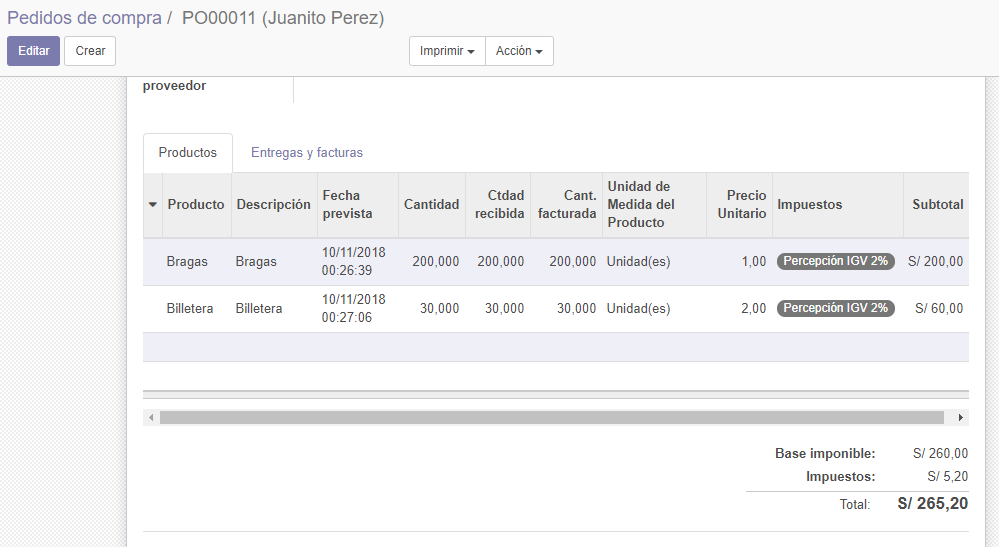 Pedidos de compra / PO00011 (Juanito Perez)
Editar Crear Imprimir Acción
proveedor
Productos Entregas y facturas
Producto Descripción Fecha prevista Cantidad Ctdad recibida Cant. facturada Unidad de Medida del Producto Precio Unitario Impuestos Subtotal
Bragas Bragas 10/11/2018 00:26:39 200,000 200,000 200,000 Unidad(es) 1,00 Percepción IGV 2% S/ 200,00
Billetera Billetera 10/11/2018 00:27:06 30,000 30,000 30,000 Unidad(es) 2,00 Percepción IGV 2% S/ 60,00
Base imponible: S/ 260,00
Impuestos: S/ 5,20
Total: S/ 265,20